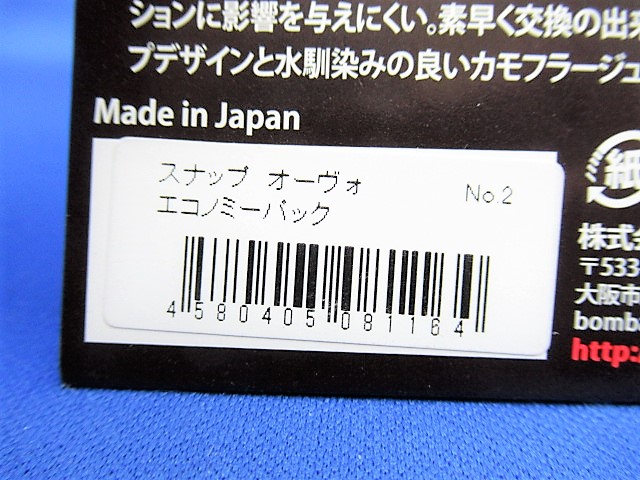 ションに影響を与えにくい。素早く交換の出来
プデザインと水馴染みの良いカモフラージュ
Made in Japan
スナップ オーヴォ No.2
エコノミーパック
4580405081164
紙
株式会
〒533
大阪市
bomba
http: